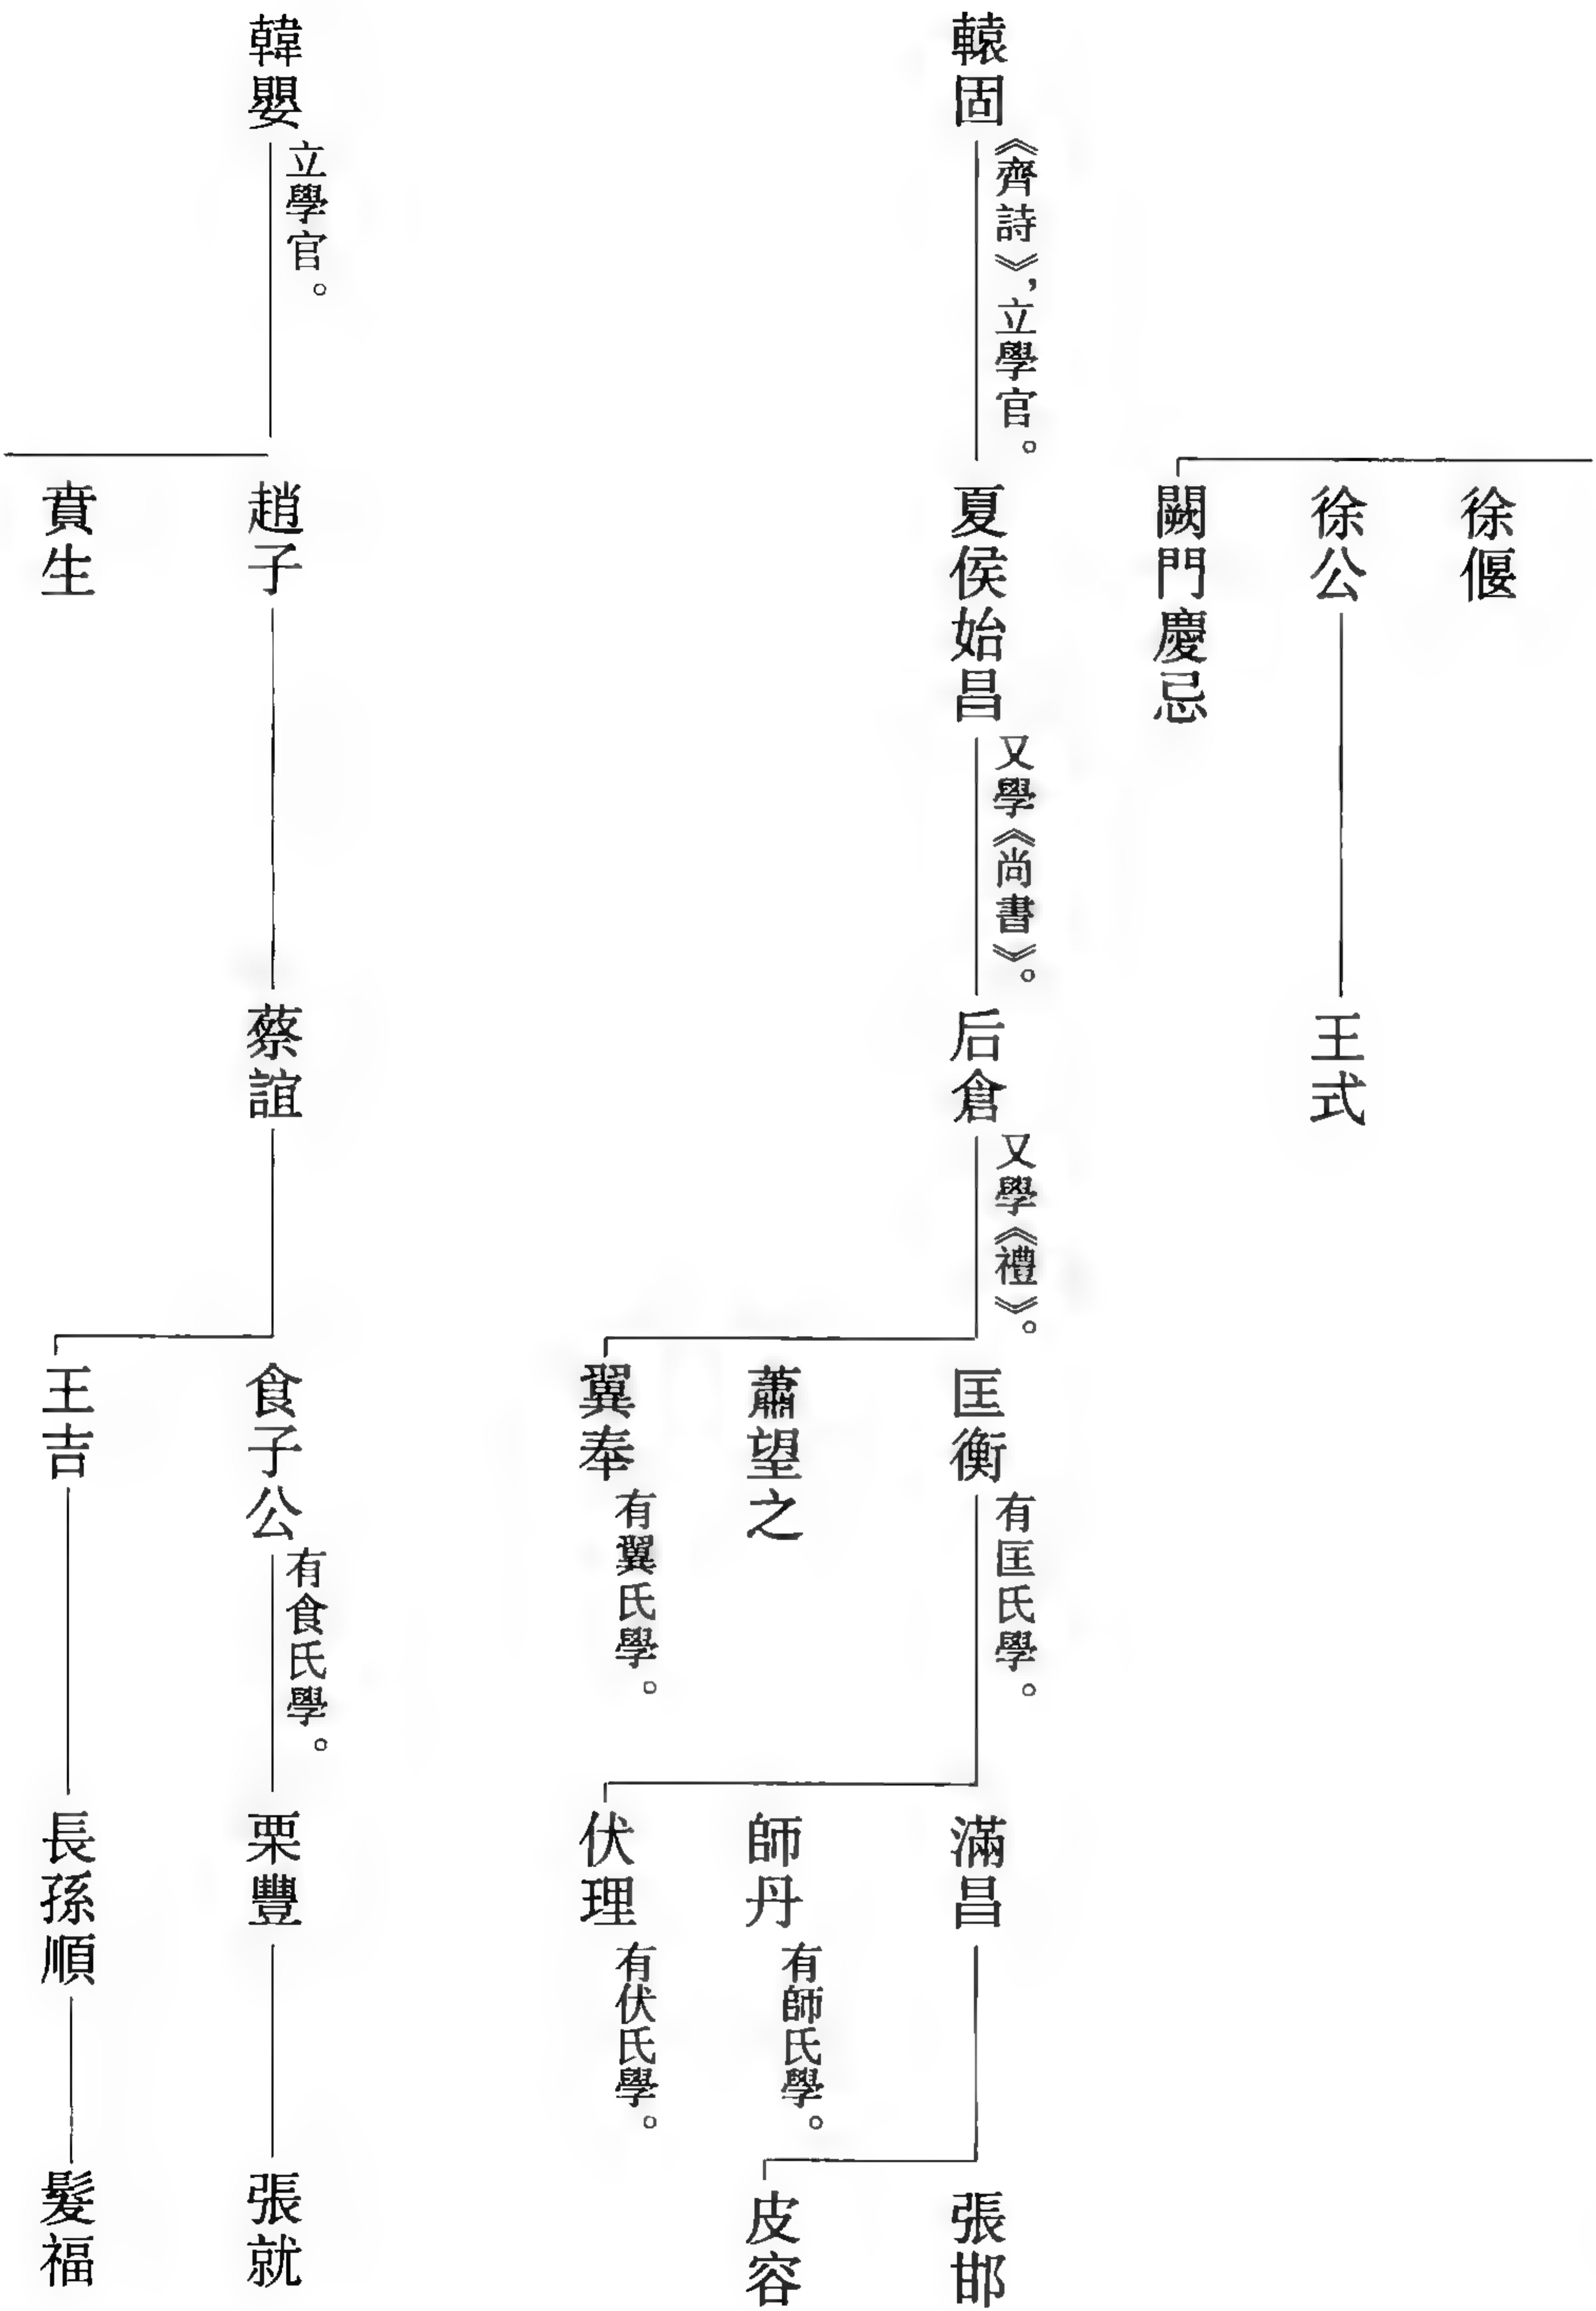 徐偃
徐公
王式
闕門慶忌
轅固
《齊詩》，立學官。
夏侯始昌
又學《尚書》。
后倉
又學《禮》。
匡衡
有匡氏學。
滿昌
張邯
蕭望之
師丹
有師氏學。
皮容
翼奉
有翼氏學。
伏理
有伏氏學。
韓嬰
立學官。
趙子
蔡誼
食子公
有食氏學。
栗豐
張就
賁生
王吉
長孫順
髮福